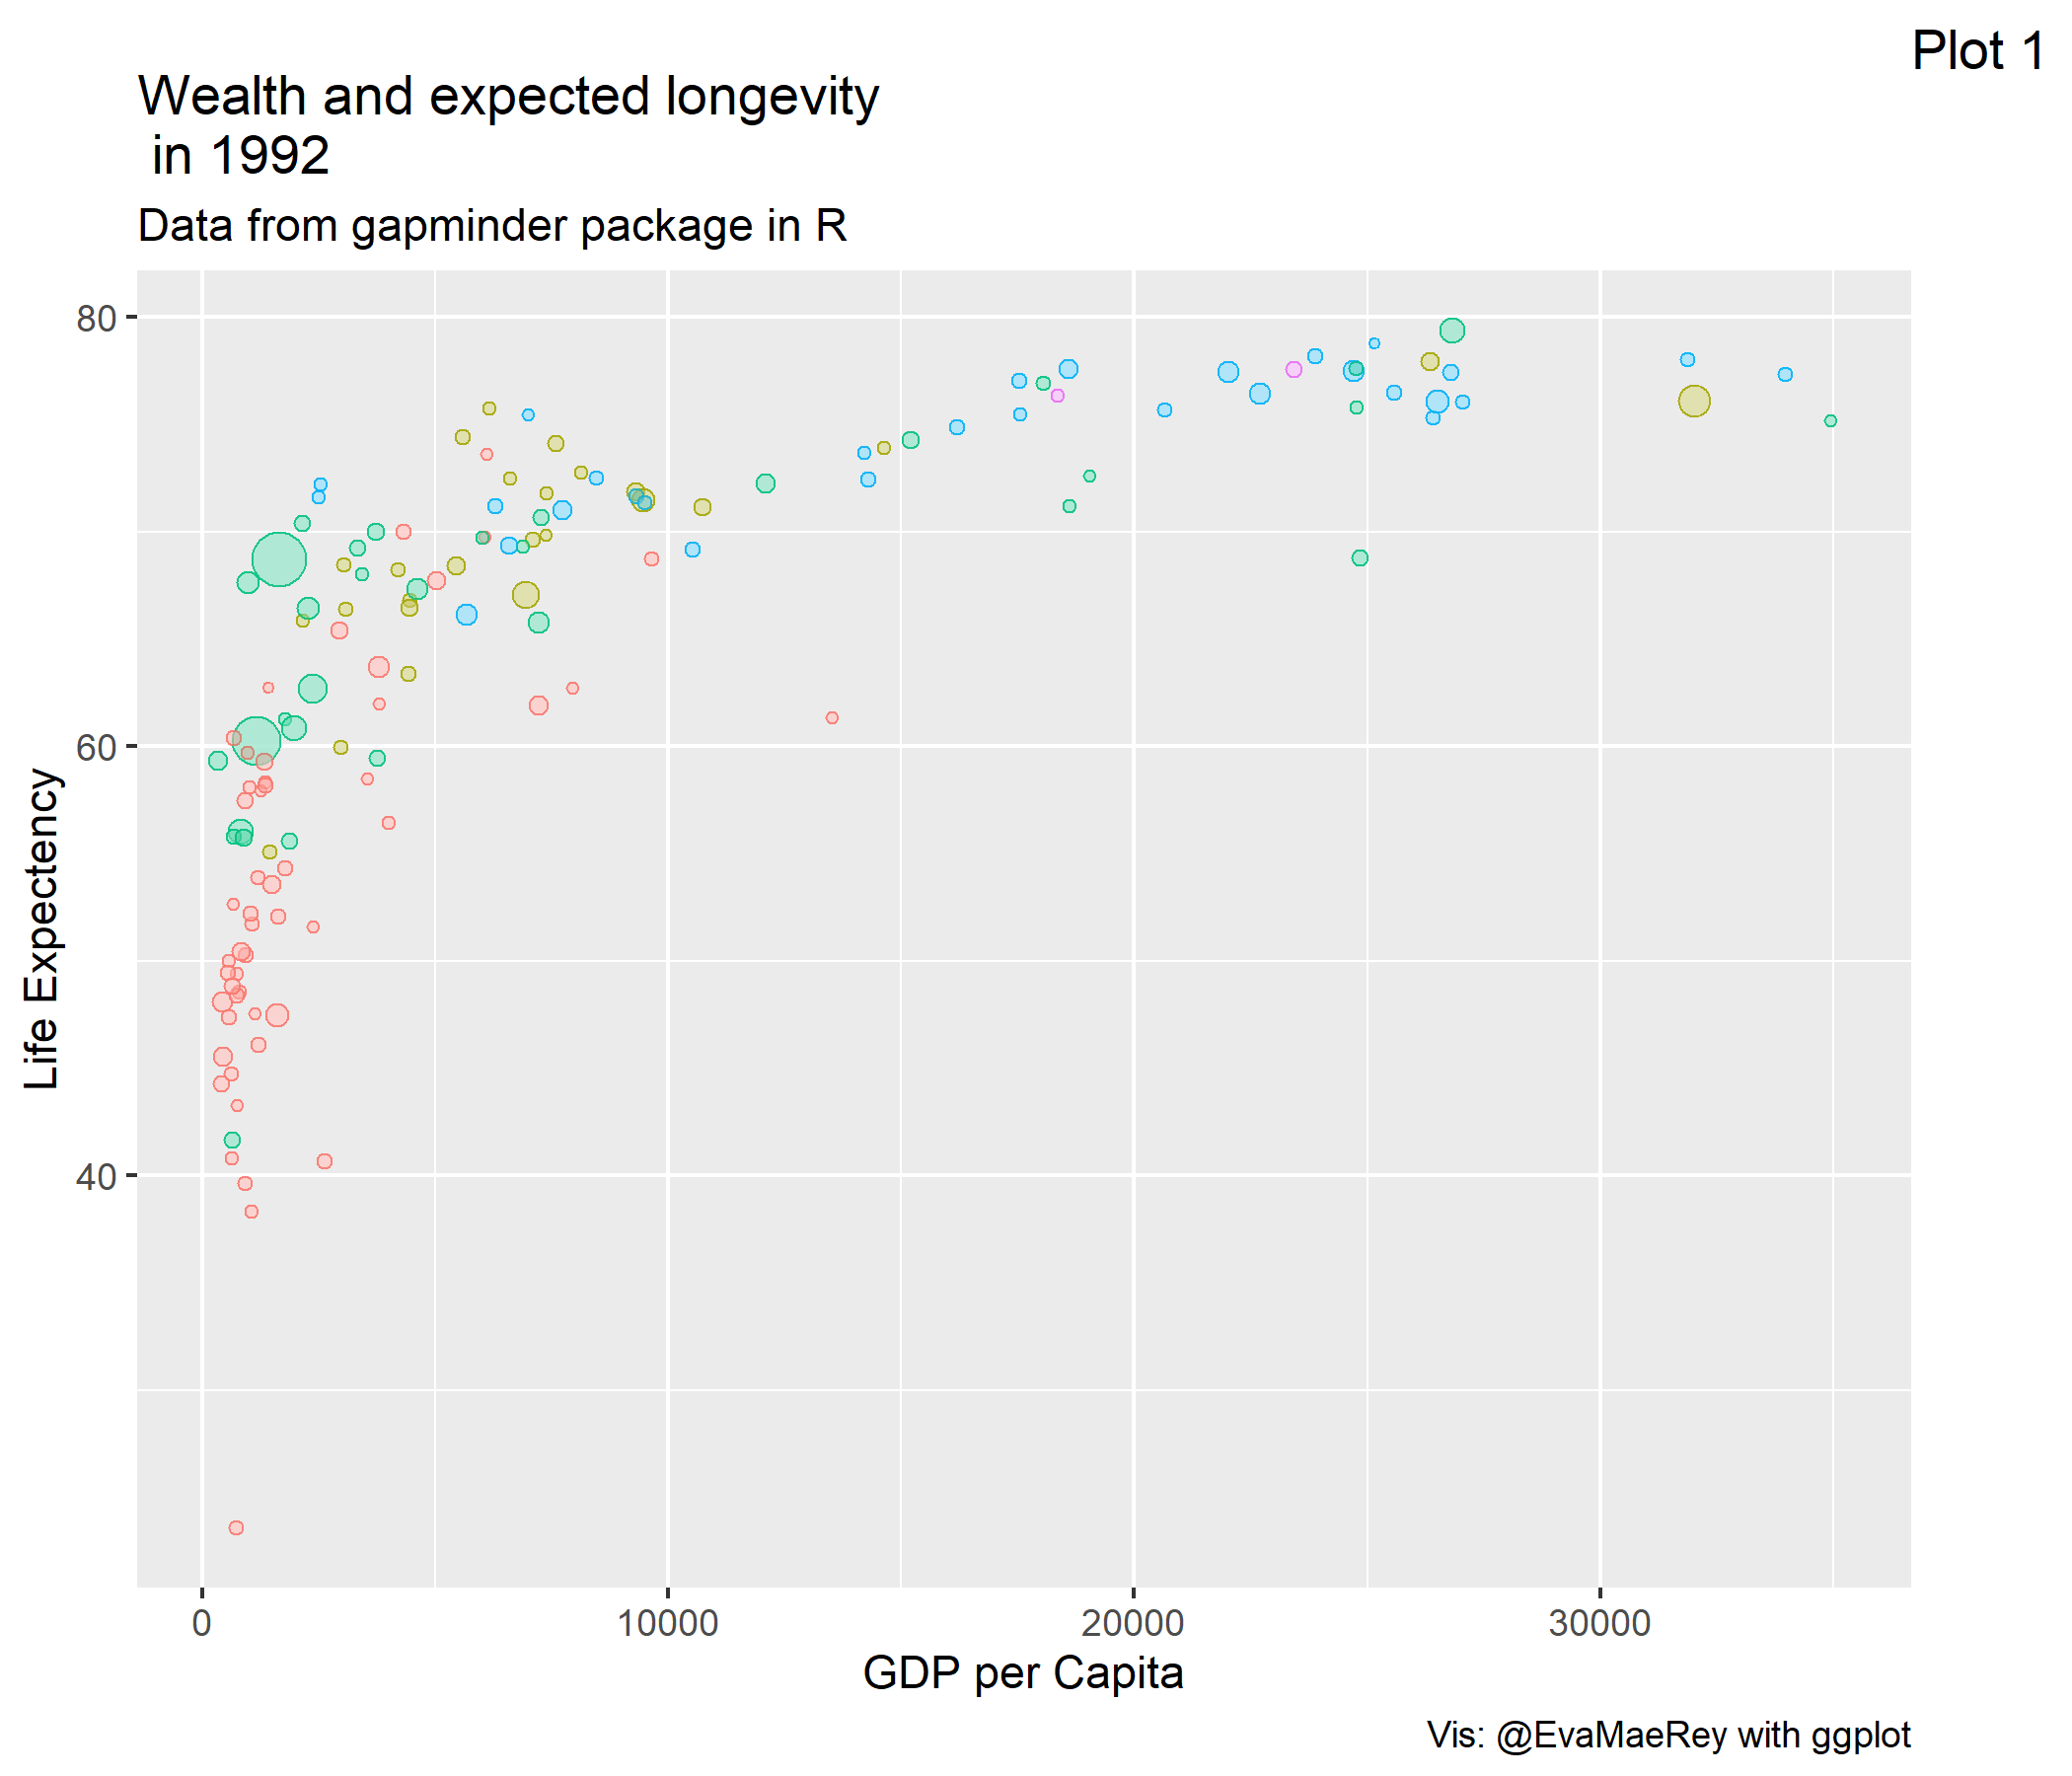 Plot 1
Wealth and expected longevity
in 1992
Data from gapminder package in R
80
60
40
Life Expectency
0 10000 20000 30000
GDP per Capita
Vis: @EvaMaeRey with ggplot